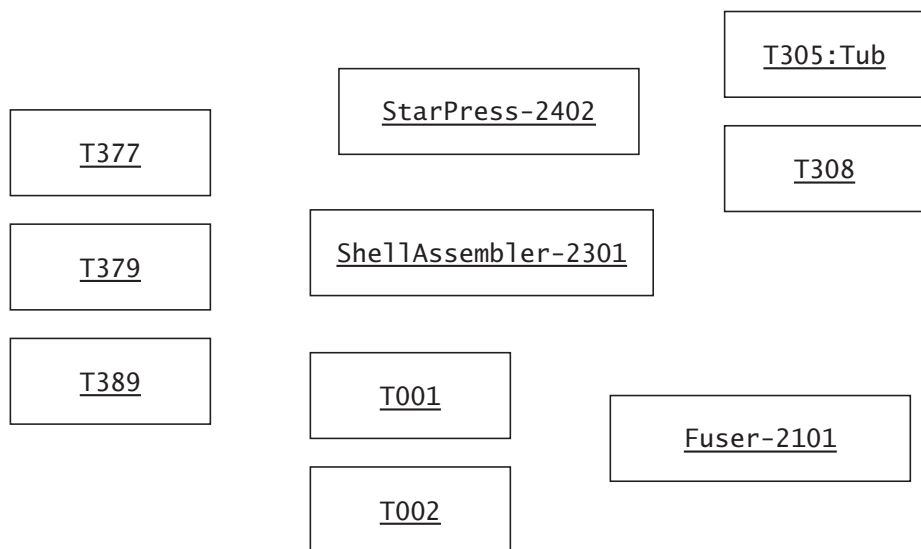 T305:Tub
StarPress-2402
T377
T308
ShellAssembler-2301
T379
T389
T001
Fuser-2101
T002